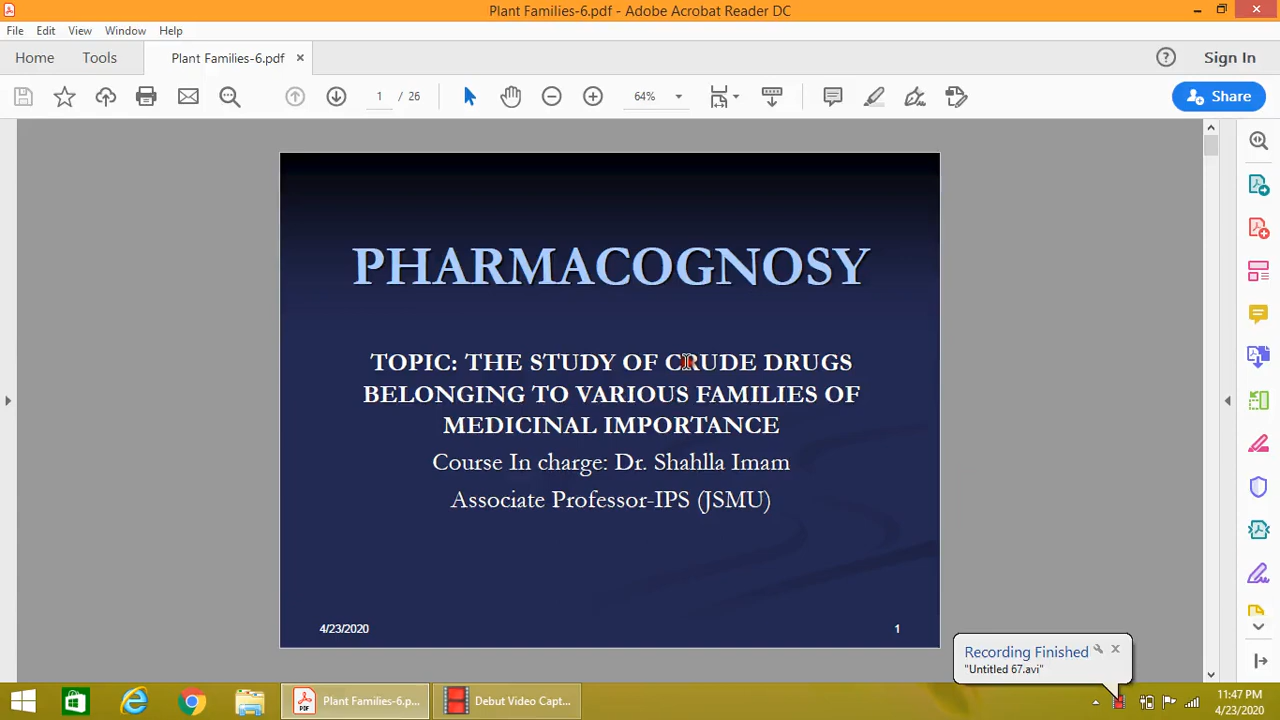 Plant Families-6.pdf - Adobe Acrobat Reader DC
File Edit View Window Help
Home Tools Plant Families-6.pdf × Sign In
1 / 26 64% Share
PHARMACOGNOSY
TOPIC: THE STUDY OF CRUDE DRUGS
BELONGING TO VARIOUS FAMILIES OF
MEDICINAL IMPORTANCE
Course In charge: Dr. Shahlla Imam
Associate Professor-IPS (JSMU)
4/23/2020 1
Recording Finished
"Untitled 67.avi"
Plant Families-6.p... Debut Video Capt...
11:47 PM
4/23/2020